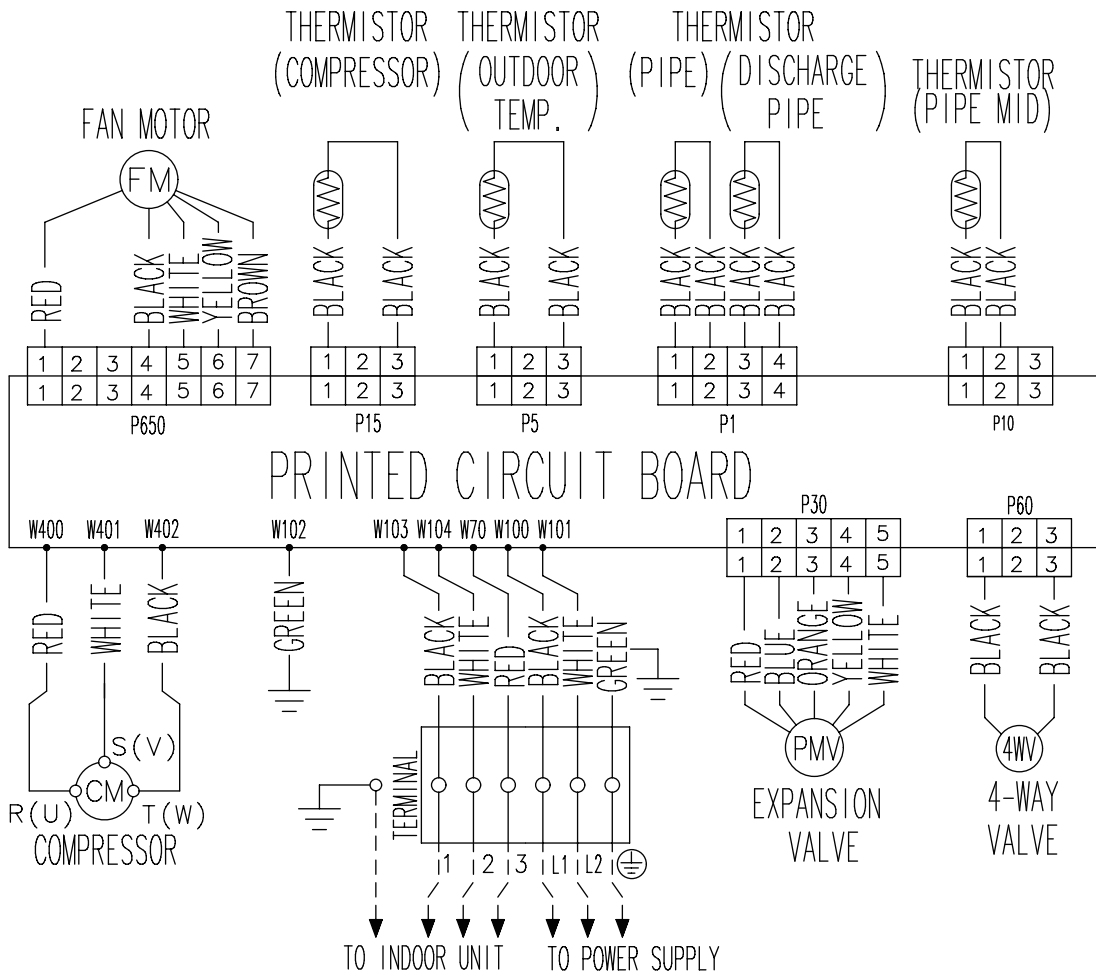 THERMISTOR THERMISTOR THERMISTOR
(COMPRESSOR) (OUTDOOR TEMP.) (PIPE) (DISCHARGE PIPE) THERMISTOR
(PIPE MID)
FAN MOTOR
FM
RED BLACK WHITE YELLOW BROWN BLACK BLACK BLACK BLACK BLACK BLACK BLACK BLACK BLACK BLACK
1 2 3 4 5 6 7 1 2 3 1 2 3 1 2 3 4 1 2 3
1 2 3 4 5 6 7 1 2 3 1 2 3 1 2 3 4 1 2 3
P650 P15 P5 P1 P10
PRINTED CIRCUIT BOARD
P30 P60
W400 W401 W402 W102 W103 W104 W70 W100 W101
1 2 3 4 5 1 2 3
1 2 3 4 5 1 2 3
RED WHITE BLACK GREEN BLACK WHITE RED BLACK WHITE GREEN RED BLUE ORANGE YELLOW WHITE BLACK BLACK
S(V)
CM
R(U) T(W)
COMPRESSOR
TERMINAL
PMV
EXPANSION
VALVE
4WV
4-WAY
VALVE
1 2 3 L1 L2
TO INDOOR UNIT TO POWER SUPPLY